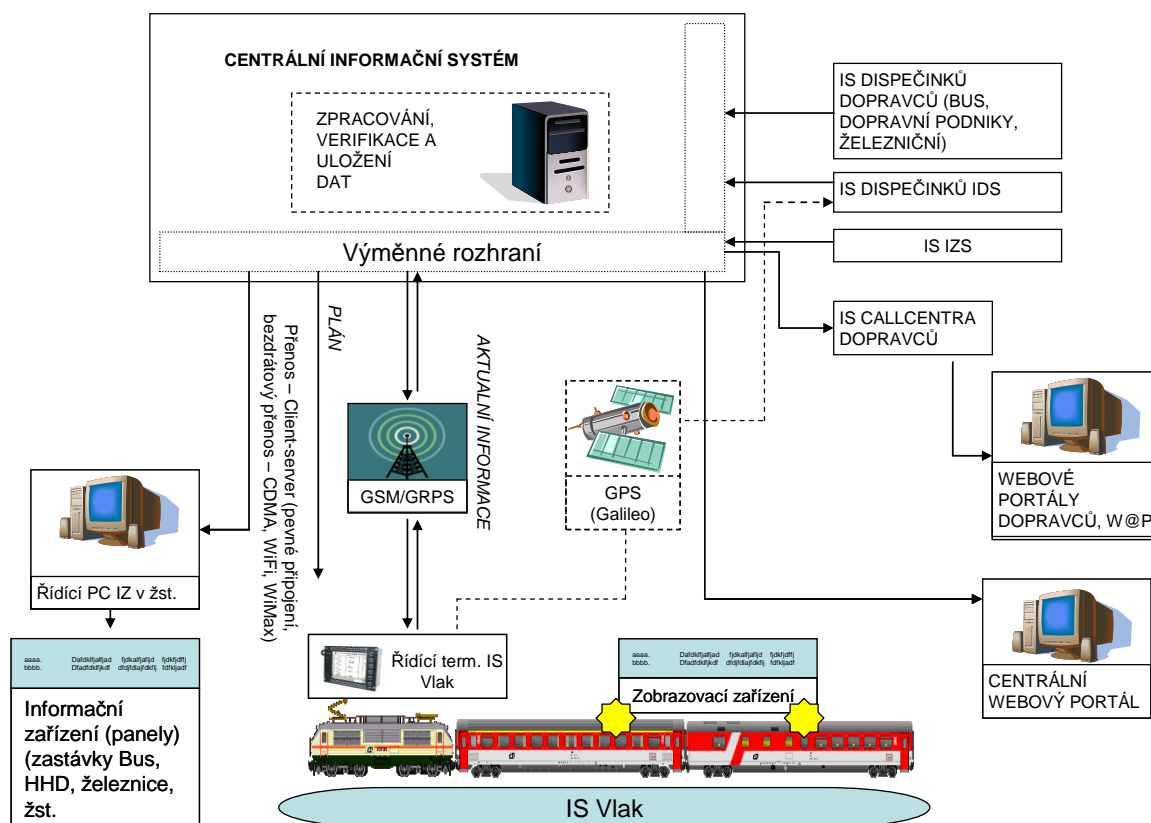 CENTRÁLNÍ INFORMAČNÍ SYSTÉM
ZPRACOVÁNÍ,
VERIFIKACE A
ULOŽENÍ
DAT
Výměnné rozhraní
IS DISPEČINKŮ
DOPRAVCŮ (BUS,
DOPRAVNÍ PODNIKY,
ŽELEZNIČNÍ)
IS DISPEČINKŮ IDS
IS IZS
IS CALLCENTRA
DOPRAVCŮ
WEBOVÉ
PORTÁLY
DOPRAVCŮ, W@P
CENTRÁLNÍ
WEBOVÝ PORTÁL
PLÁN
Přenos – Client-server (pevné připojení,
bezdrátový přenos – CDMA, WiFi, WiMax)
AKTUALNÍ INFORMACE
GSM/GRPS
GPS
(Galileo)
Řídící PC IZ v žst.
Informační
zařízení (panely)
(zastávky Bus,
HHD, železnice,
žst.
Řídící term. IS
Vlak
Zobrazovací zařízení
IS Vlak
aaaa.
bbbb.